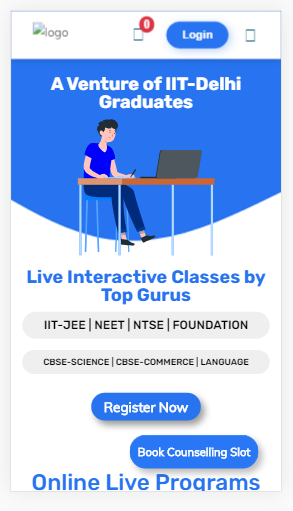 logo
0
Login
A Venture of IIT-Delhi
Graduates
Live Interactive Classes by
Top Gurus
IIT-JEE | NEET | NTSE | FOUNDATION
CBSE-SCIENCE | CBSE-COMMERCE | LANGUAGE
Register Now
Book Counselling Slot
Online Live Programs